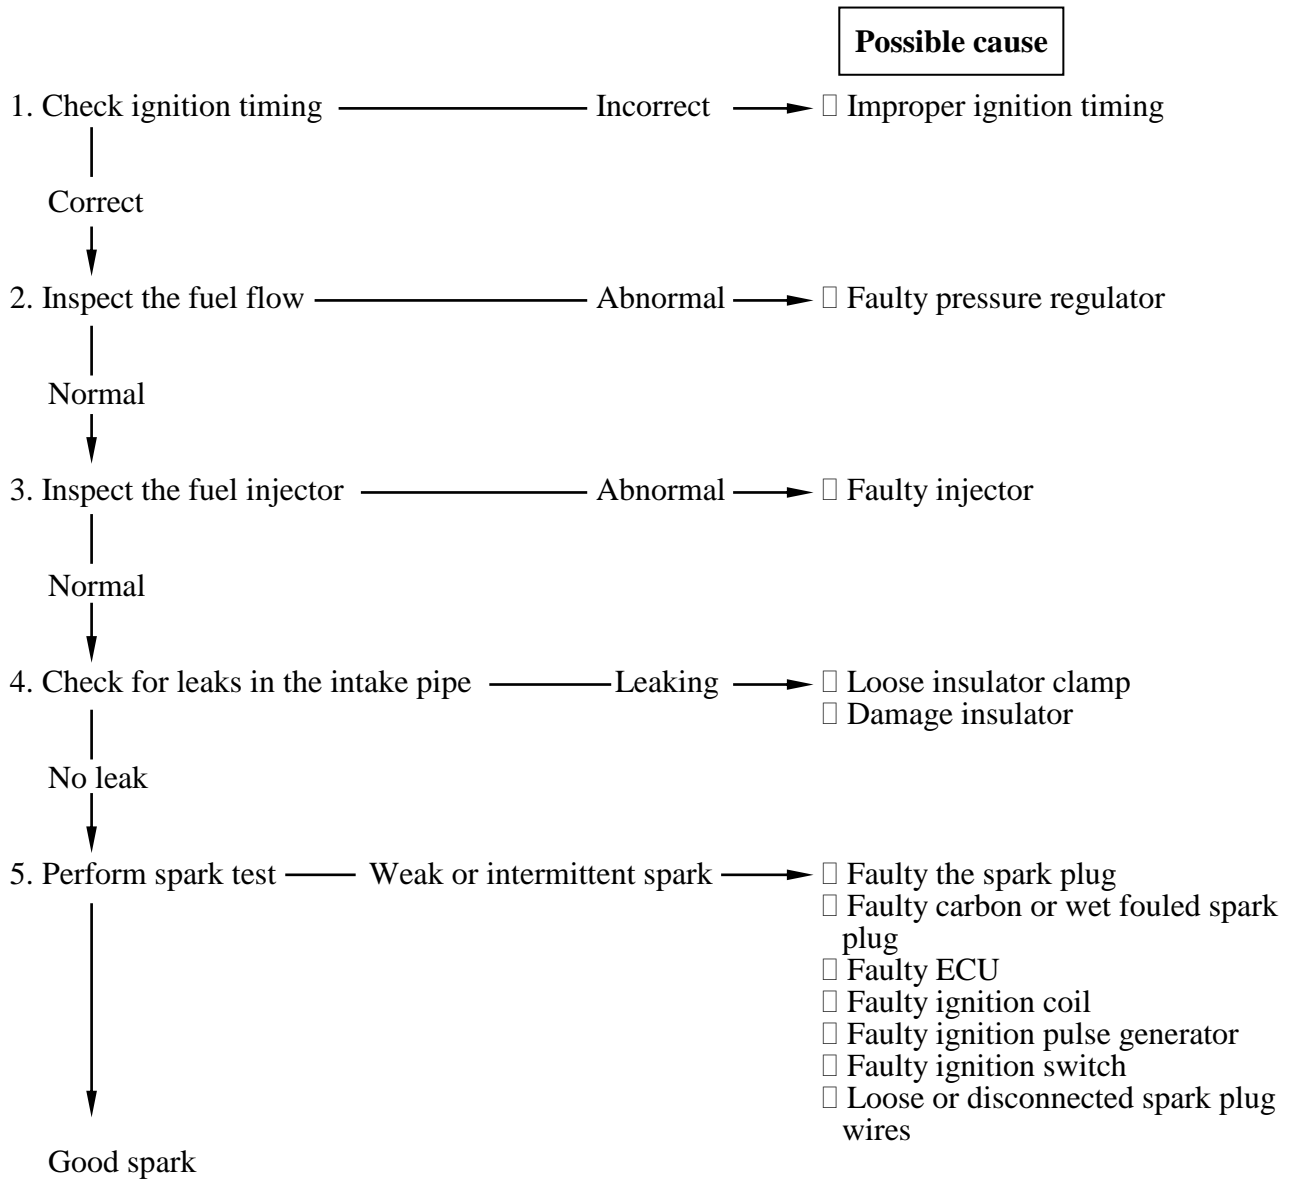 Possible cause
1. Check ignition timing Incorrect □ Improper ignition timing
Correct
2. Inspect the fuel flow Abnormal □ Faulty pressure regulator
Normal
3. Inspect the fuel injector Abnormal □ Faulty injector
Normal
4. Check for leaks in the intake pipe Leaking □ Loose insulator clamp
□ Damage insulator
No leak
5. Perform spark test Weak or intermittent spark □ Faulty the spark plug
□ Faulty carbon or wet fouled spark
plug
□ Faulty ECU
□ Faulty ignition coil
□ Faulty ignition pulse generator
□ Faulty ignition switch
□ Loose or disconnected spark plug
wires
Good spark